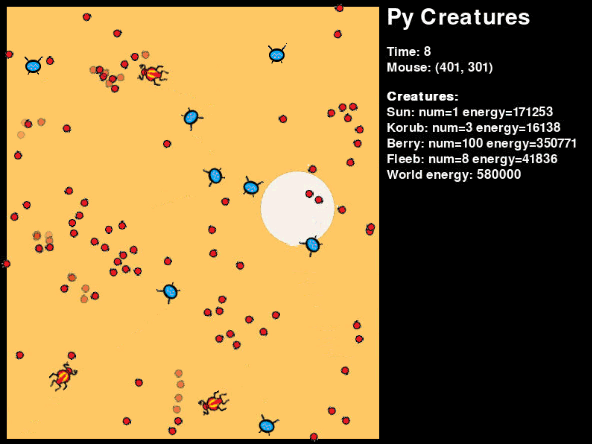 Py Creatures
Time: 8
Mouse: (401, 301)
Creatures:
Sun: num=1 energy=171253
Korub: num=3 energy=16138
Berry: num=100 energy=350771
Fleeb: num=8 energy=41836
World energy: 580000